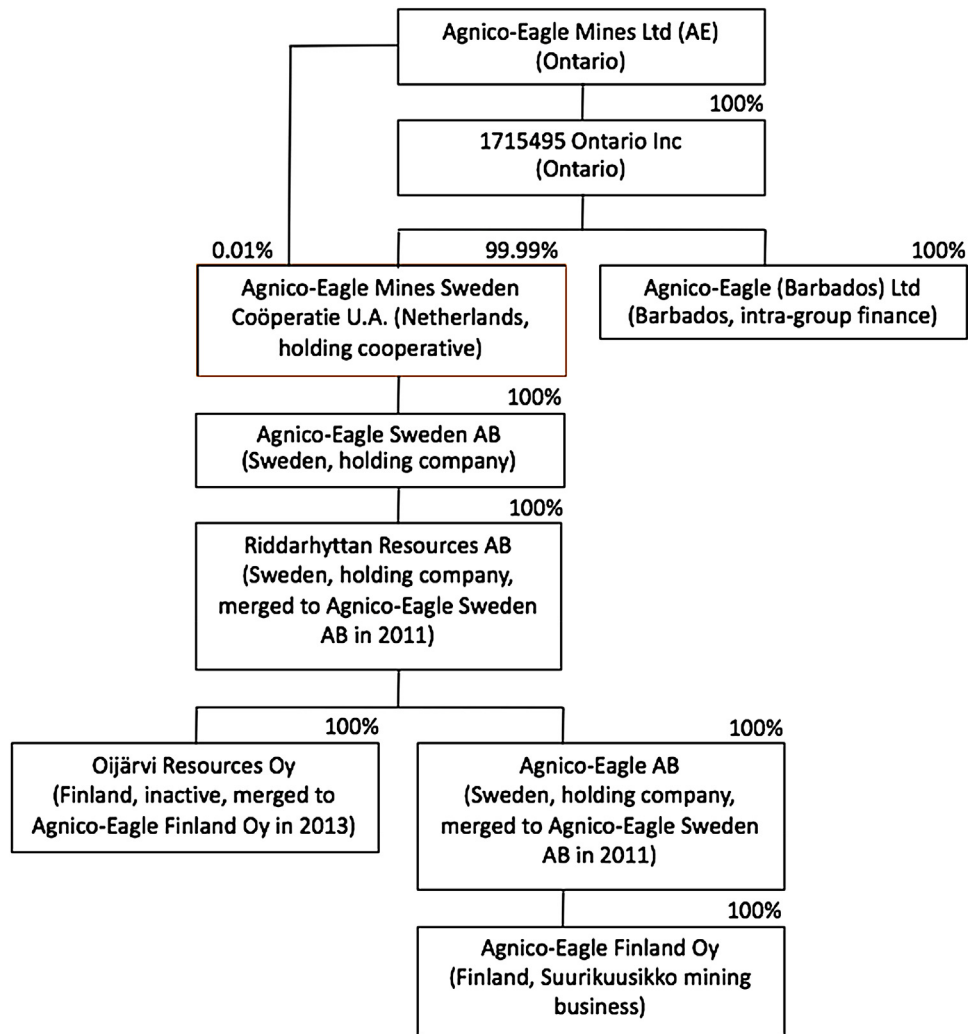 Agnico-Eagle Mines Ltd (AE)
(Ontario)
100%
1715495 Ontario Inc
(Ontario)
0.01%
99.99%
100%
Agnico-Eagle Mines Sweden
Coöperatie U.A. (Netherlands,
holding cooperative)
Agnico-Eagle (Barbados) Ltd
(Barbados, intra-group finance)
100%
Agnico-Eagle Sweden AB
(Sweden, holding company)
100%
Riddarhyttan Resources AB
(Sweden, holding company,
merged to Agnico-Eagle Sweden
AB in 2011)
100%
100%
Oijärvi Resources Oy
(Finland, inactive, merged to
Agnico-Eagle Finland Oy in 2013)
Agnico-Eagle AB
(Sweden, holding company,
merged to Agnico-Eagle Sweden
AB in 2011)
100%
Agnico-Eagle Finland Oy
(Finland, Suurikuusikko mining
business)